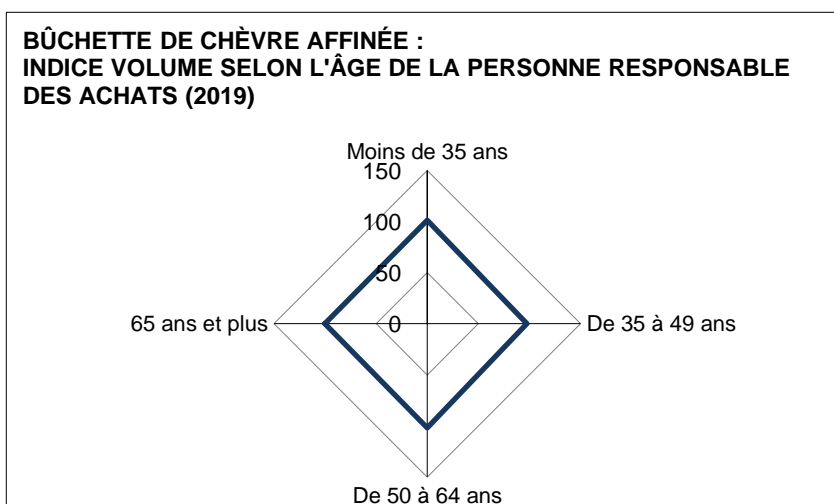 BÛCHETTE DE CHÈVRE AFFINÉE :
INDICE VOLUME SELON L'ÂGE DE LA PERSONNE RESPONSABLE
DES ACHATS (2019)
Moins de 35 ans
150
100
50
65 ans et plus
0
De 35 à 49 ans
De 50 à 64 ans